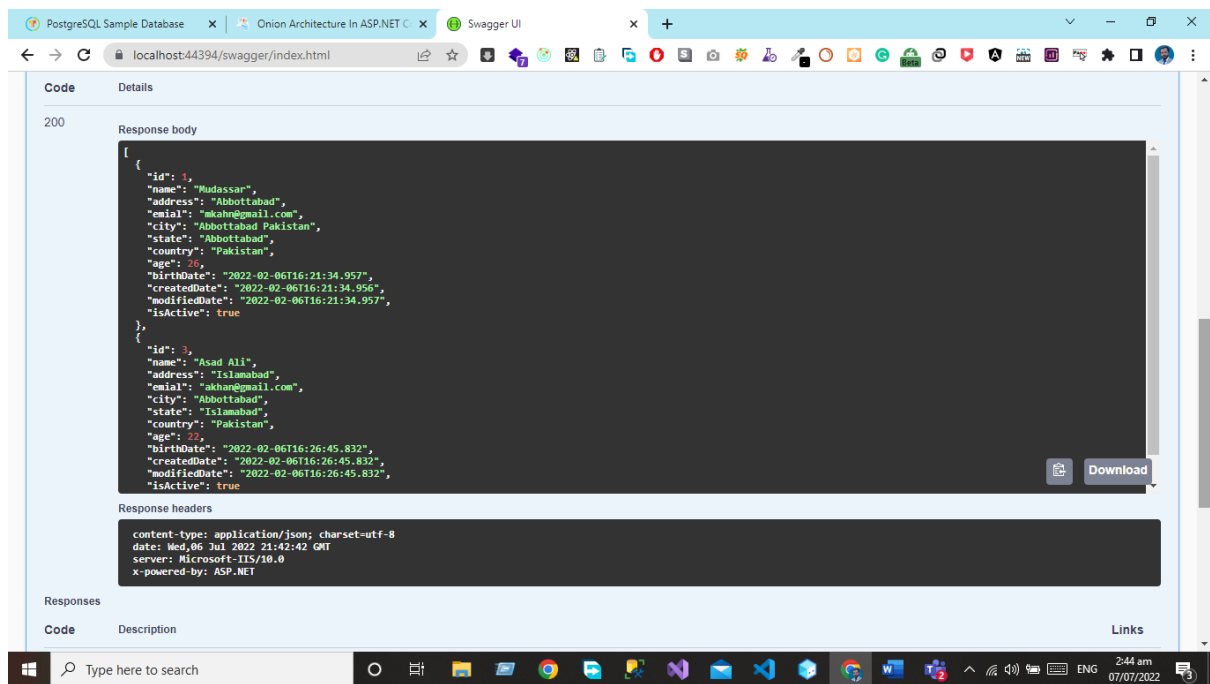 PostgreSQL Sample Database
Onion Architecture In ASP.NET C
Swagger UI
localhost:44394/swagger/index.html
Code Details
200
Response body
[
{
"id": 1,
"name": "Mudassar",
"address": "Abbottabad",
"emial": "mkahn@gmail.com",
"city": "Abbottabad Pakistan",
"state": "Abbottabad",
"country": "Pakistan",
"age": 26,
"birthDate": "2022-02-06T16:21:34.957",
"createdDate": "2022-02-06T16:21:34.956",
"modifiedDate": "2022-02-06T16:21:34.957",
"isActive": true
},
{
"id": 3,
"name": "Asad Ali",
"address": "Islamabad",
"emial": "akhan@gmail.com",
"city": "Abbottabad",
"state": "Islamabad",
"country": "Pakistan",
"age": 22,
"birthDate": "2022-02-06T16:26:45.832",
"createdDate": "2022-02-06T16:26:45.832",
"modifiedDate": "2022-02-06T16:26:45.832",
"isActive": true
Download
Response headers
content-type: application/json; charset=utf-8
date: Wed,06 Jul 2022 21:42:42 GMT
server: Microsoft-IIS/10.0
x-powered-by: ASP.NET
Responses
Code Description Links
Type here to search
ENG
2:44 am
07/07/2022